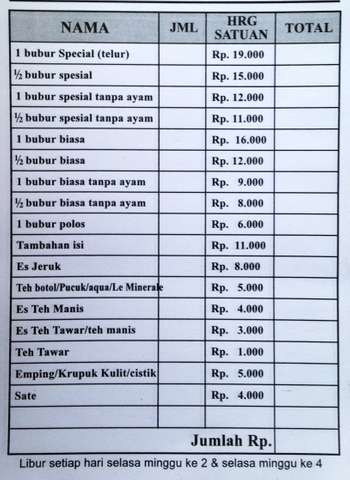 NAMA JML HRG SATUAN TOTAL
1 bubur Special (telur) Rp. 19.000
½ bubur spesial Rp. 15.000
1 bubur spesial tanpa ayam Rp. 12.000
½ bubur spesial tanpa ayam Rp. 11.000
1 bubur biasa Rp. 16.000
½ bubur biasa Rp. 12.000
1 bubur biasa tanpa ayam Rp. 9.000
½ bubur biasa tanpa ayam Rp. 8.000
1 bubur polos Rp. 6.000
Tambahan isi Rp. 11.000
Es Jeruk Rp. 8.000
Teh botol/Pucuk/aqua/Le Minerale Rp. 5.000
Es Teh Manis Rp. 4.000
Es Teh Tawar/teh manis Rp. 3.000
Teh Tawar Rp. 1.000
Emping/Krupuk Kulit/cistik Rp. 5.000
Sate Rp. 4.000
Jumlah Rp.
Libur setiap hari selasa minggu ke 2 & selasa minggu ke 4